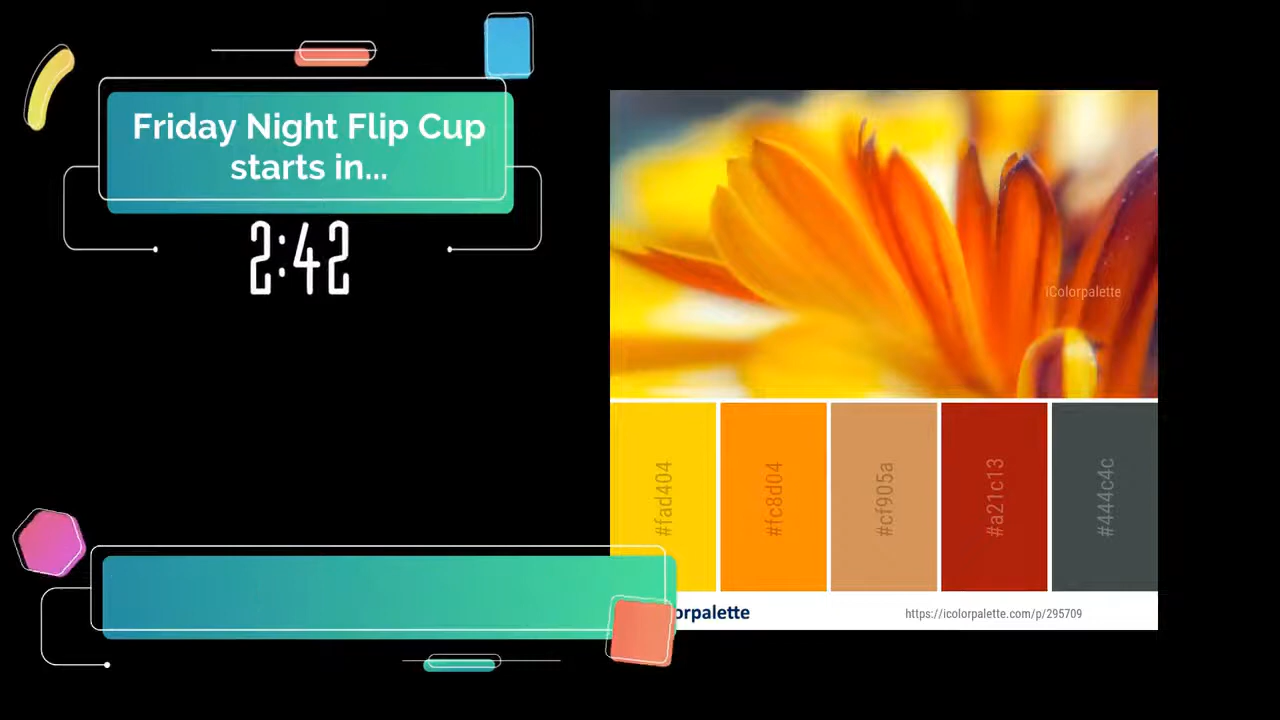 Friday Night Flip Cup
starts in...
2:42
iColorpalette
#fad404
#fc8d04
#cf905a
#a21c13
#444c4c
orpalette
https://icolorpalette.com/p/295709